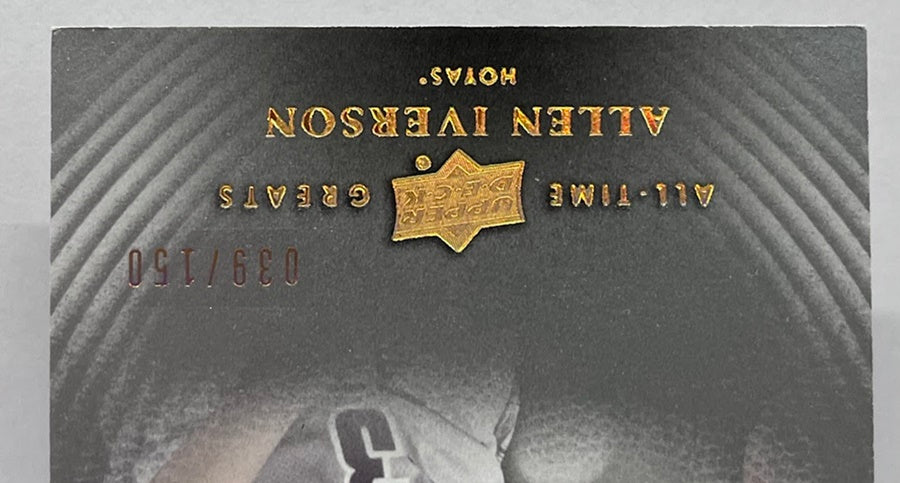 039/150
ALL-TIME UPPER DECK GREATS
ALLEN IVERSON
HOYAS®